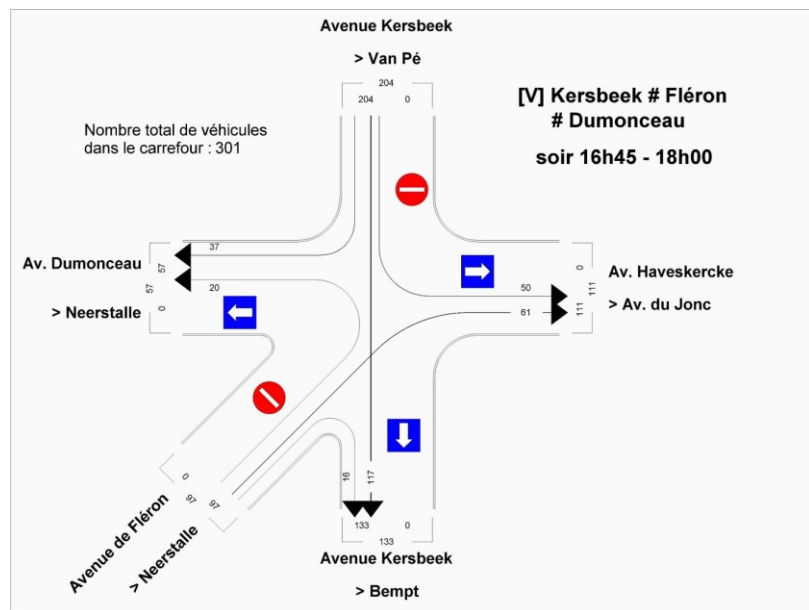 Avenue Kersbeek
> Van Pé
204
204 0
[V] Kersbeek # Fléron
# Dumonceau
soir 16h45 - 18h00
Nombre total de véhicules
dans le carrefour : 301
Av. Dumonceau
> Neerstalle
57
57
0
37
20
50
61
0
111
111
Av. Haveskercke
> Av. du Jonc
0
97
97
Avenue de Fléron
> Neerstalle
16
117
133 0
133
Avenue Kersbeek
> Bempt